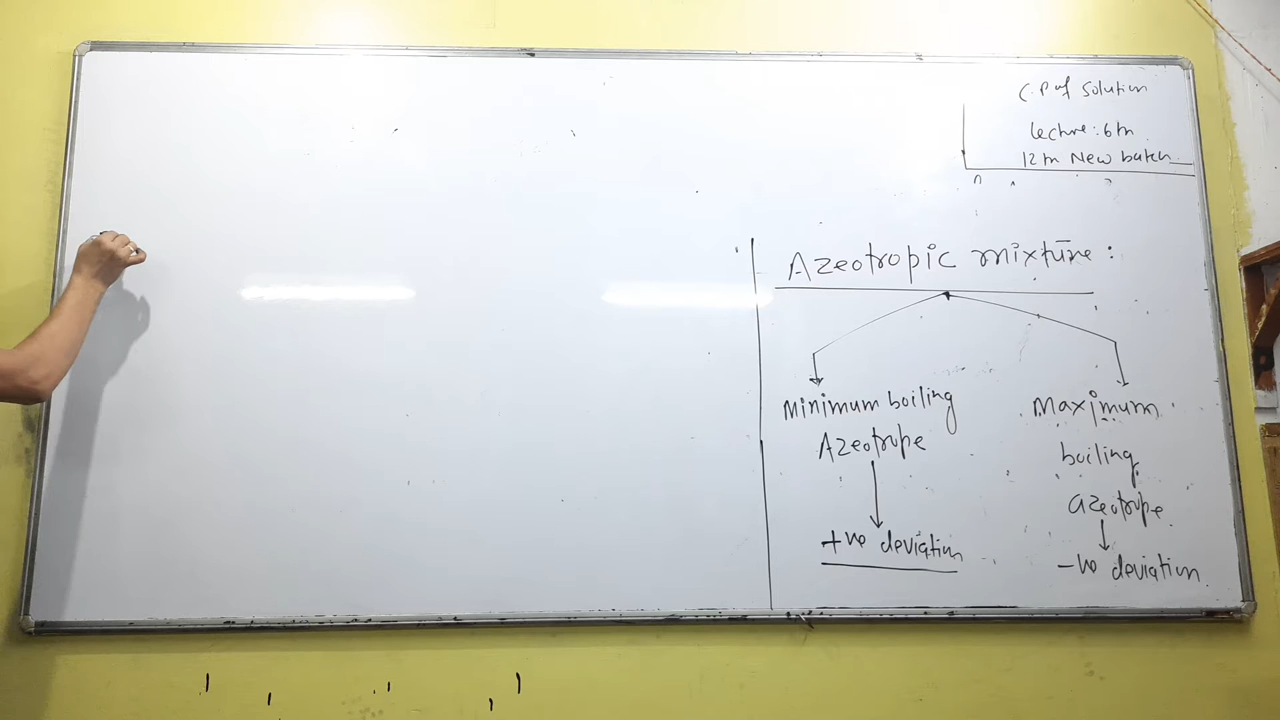 C.P of Solution
Lecture: 6th
12th New batch
Azeotropic mixture :
Minimum boiling
Azeotrope
+ve deviation
Maximum
boiling
azeotrope
-ve deviation